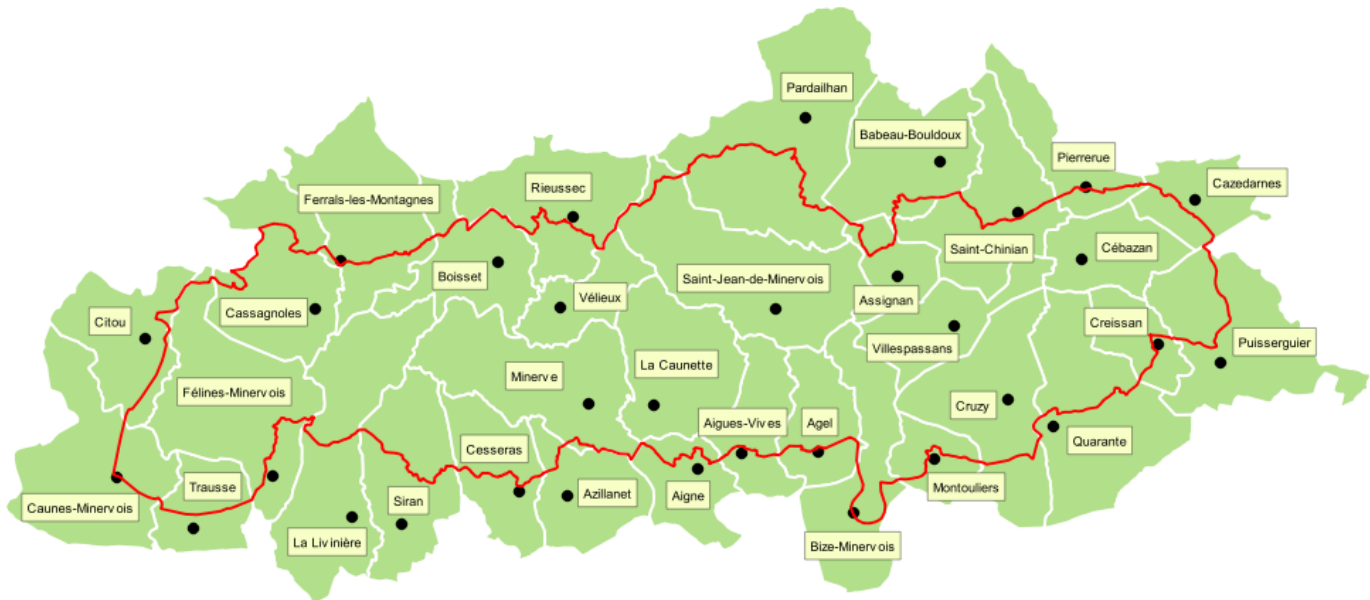 Pardailhan
Babeau-Bouldoux
Pierrerue
Cazedarnes
Rieussec
Ferrals-les-Montagnes
Saint-Chinian
Cébazan
Boisset
Saint-Jean-de-Minervois
Vélieux
Assignan
Cassagnoles
Citou
Creissan
Villespassans
Puisserguier
La Caunette
Minerve
Félines-Minervois
Cruzy
Aigues-Vives
Agel
Quarante
Cesseras
Trausse
Montouliers
Siran
Azillanet
Aigne
Caunes-Minervois
La Livinière
Bize-Minervois